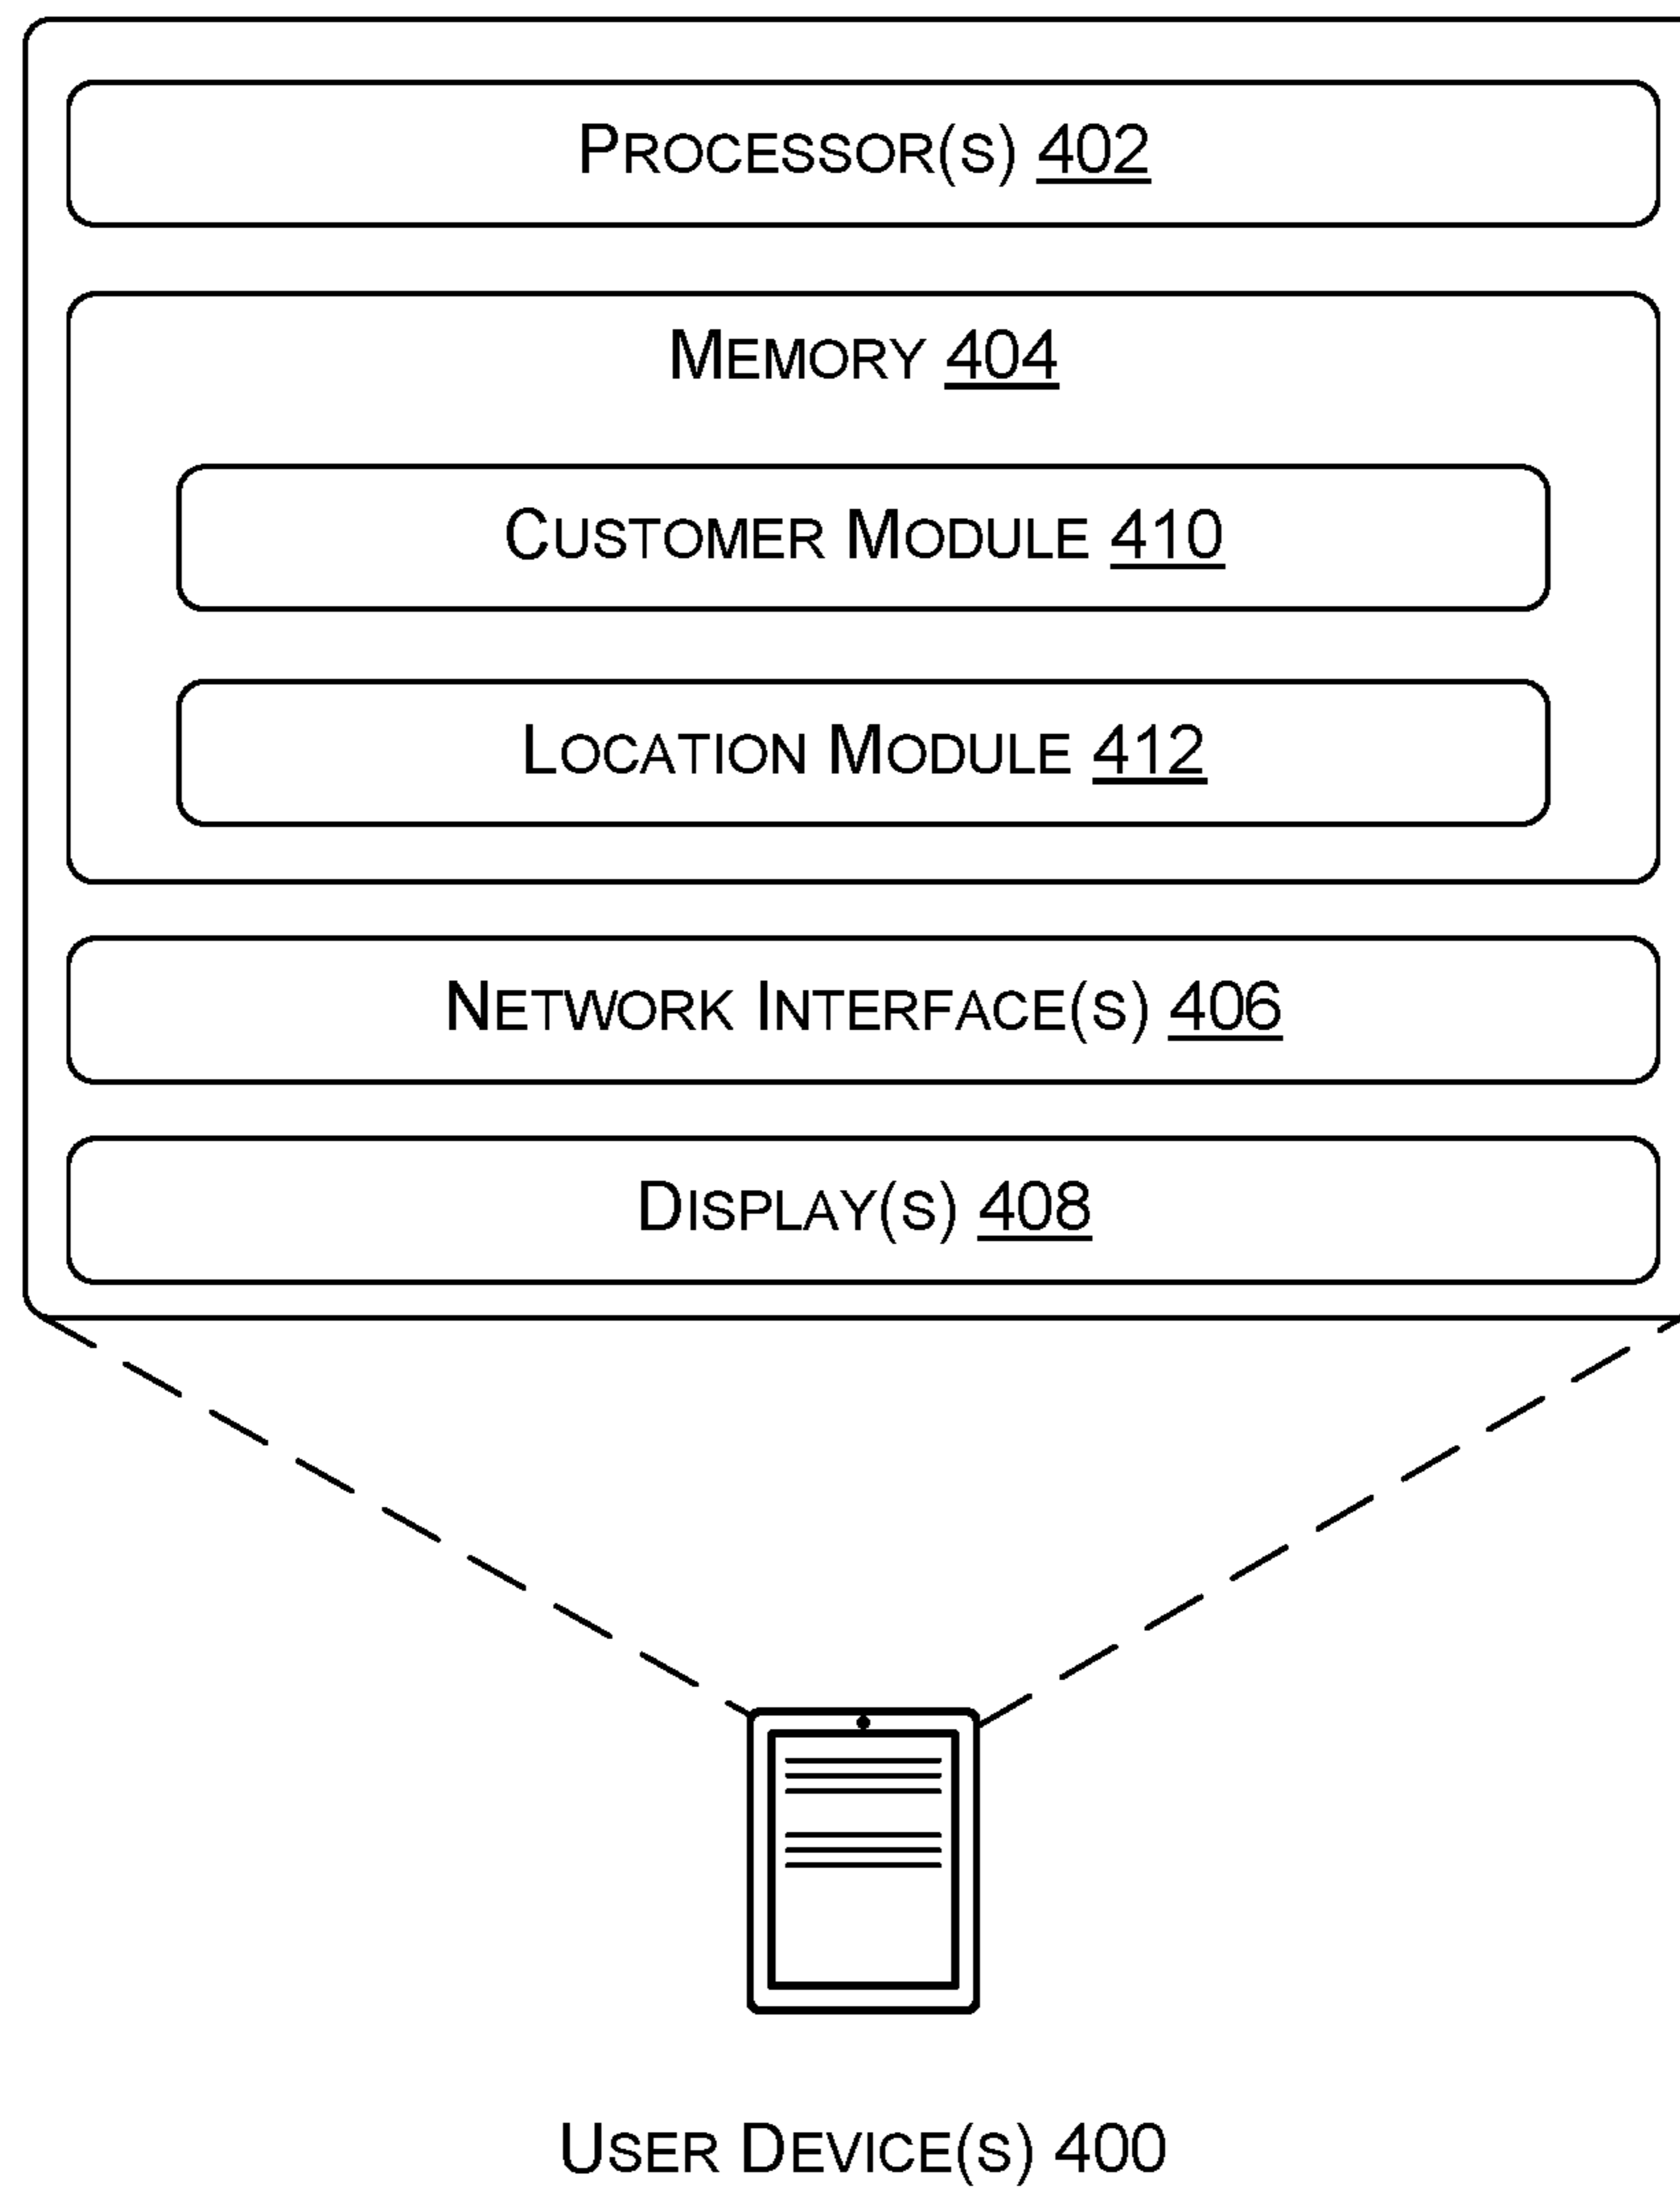 PROCESSOR(S) 402
MEMORY 404
CUSTOMER MODULE 410
LOCATION MODULE 412
NETWORK INTERFACE(S) 406
DISPLAY(S) 408
USER DEVICE(S) 400